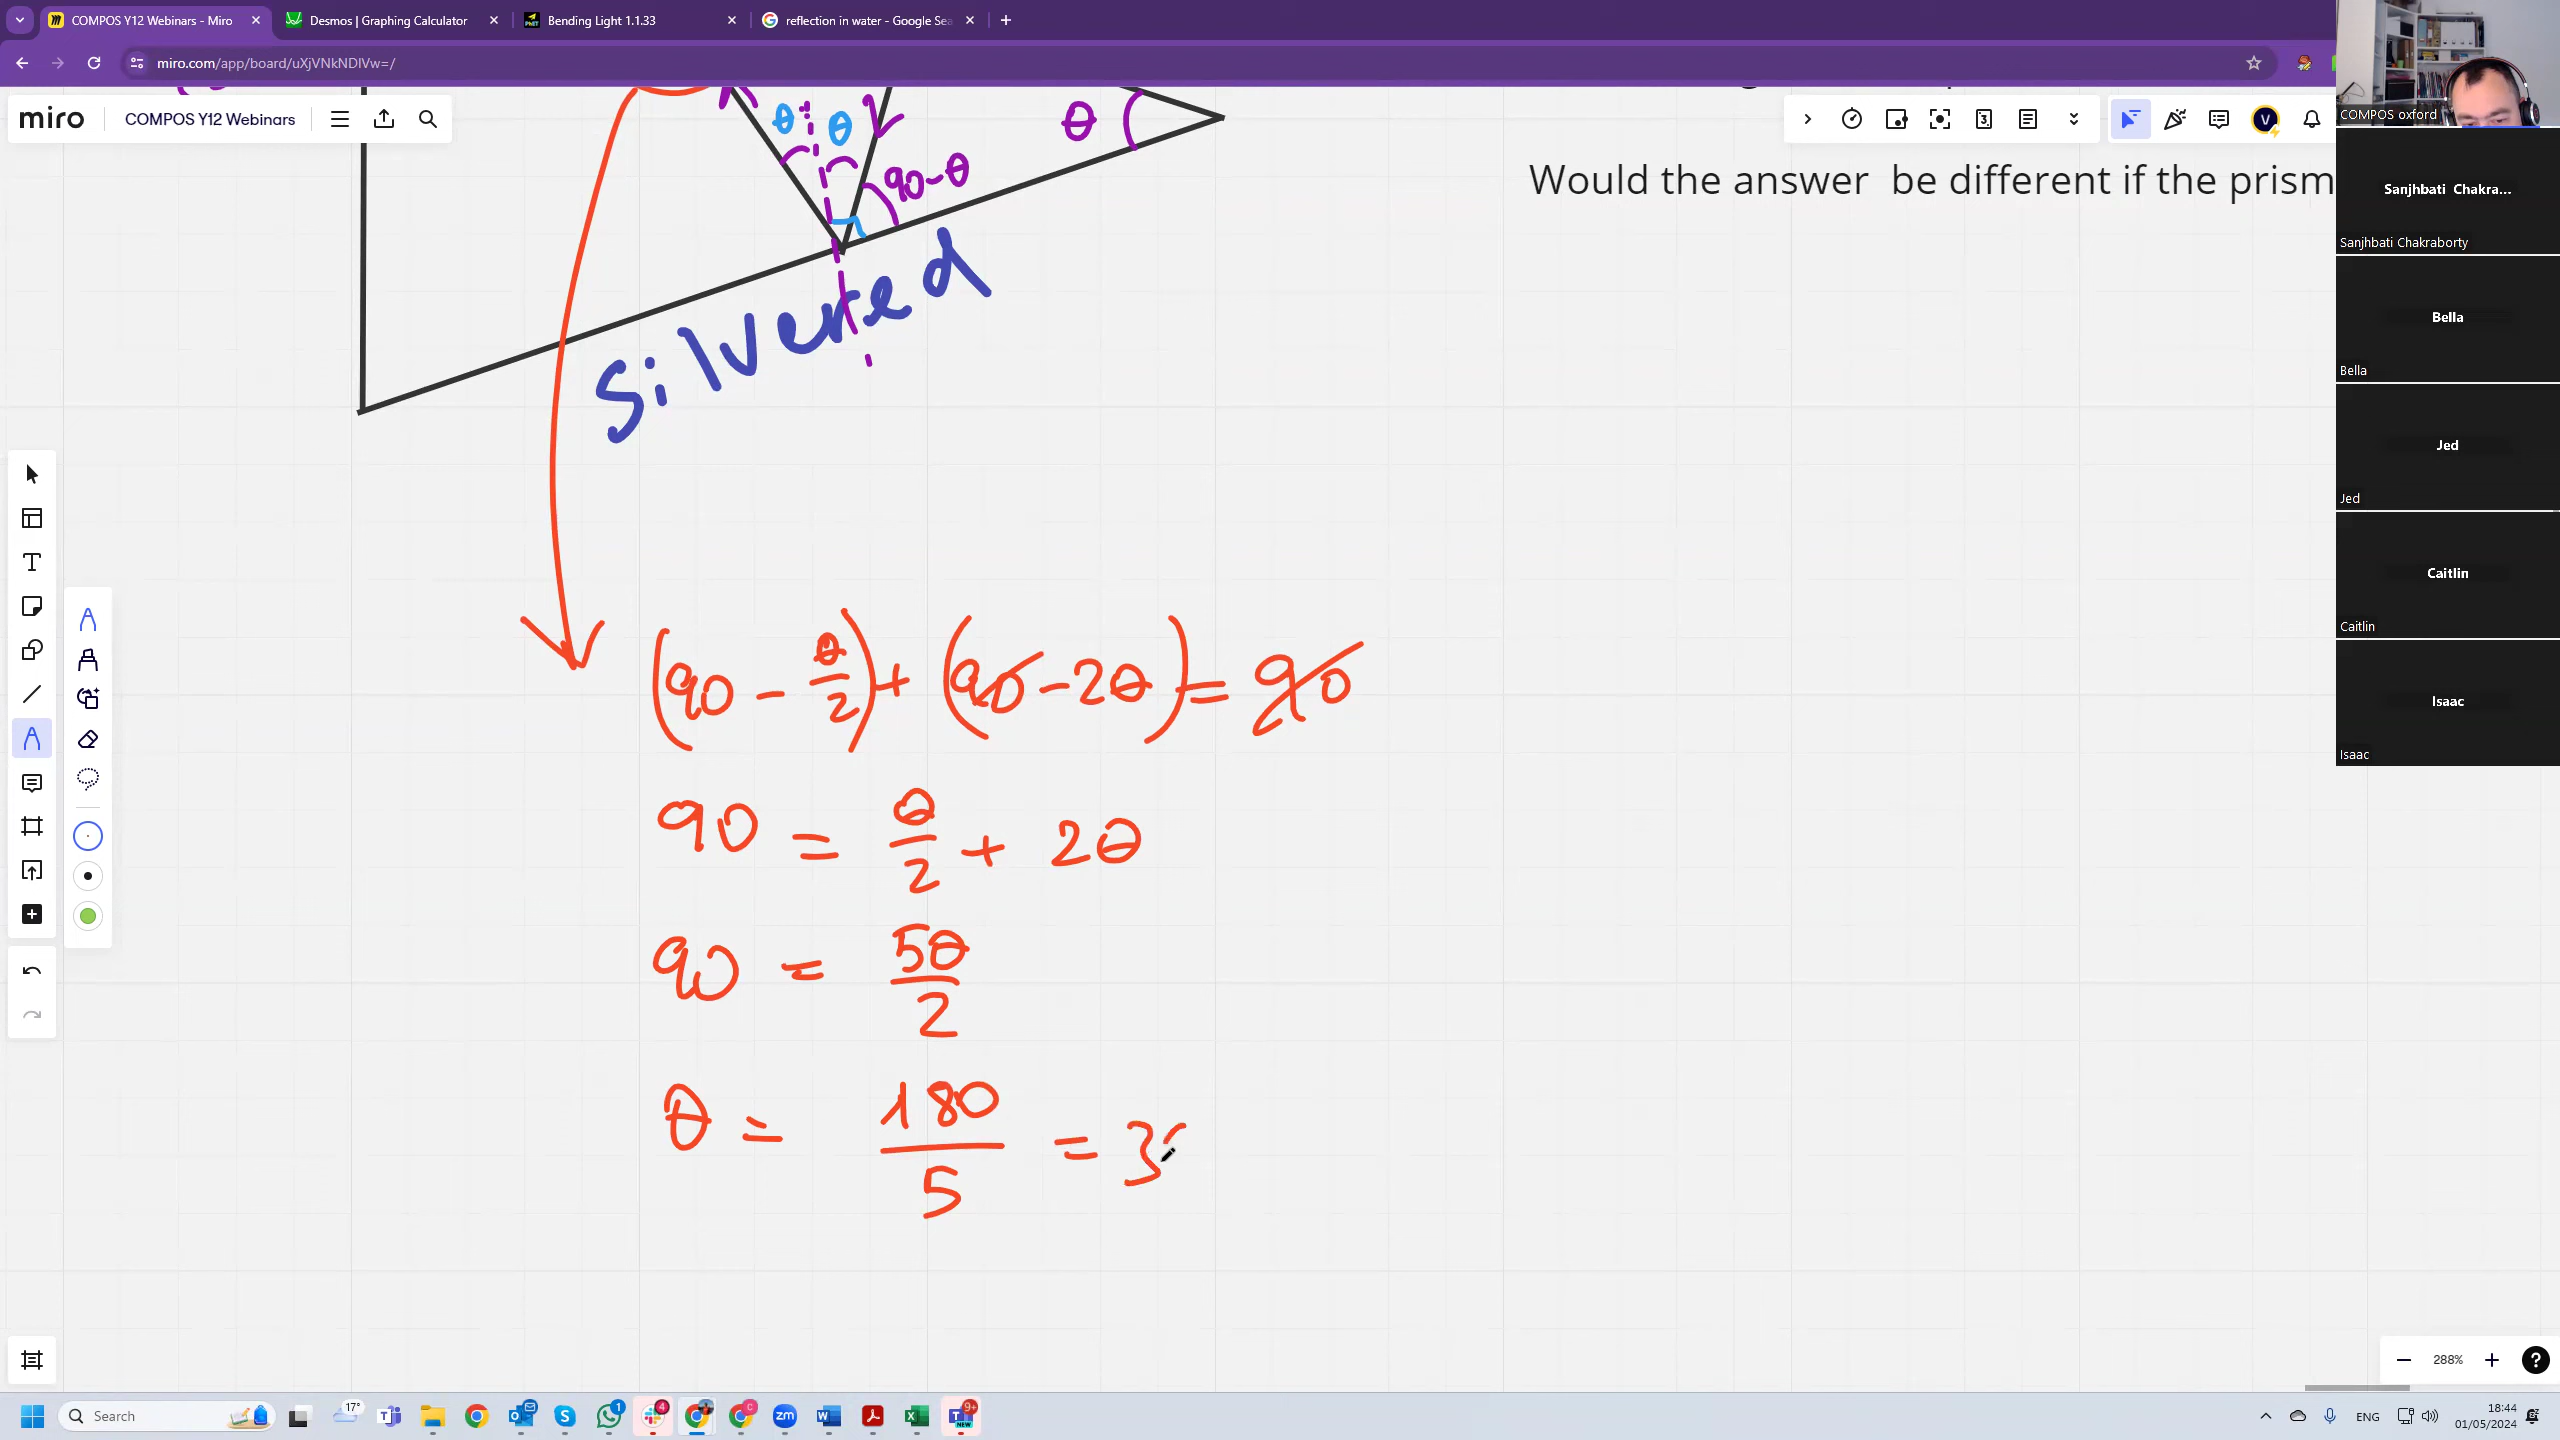 COMPOS Y12 Webinars - Miro
Desmos | Graphing Calculator
Bending Light 1.1.33
reflection in water - Google Sea
miro.com/app/board/uXjVNkNDlVw=/
miro
COMPOS Y12 Webinars
θ θ
θ
90-θ
Silvered
Would the answer be different if the prism
COMPOS oxford
Sanjhbati Chakra...
Sanjhbati Chakraborty
Bella
Bella
Jed
Jed
Caitlin
Caitlin
Isaac
Isaac
(90 - θ/2) + (90 - 2θ) = 90
90 = θ/2 + 2θ
90 = 5θ/2
θ = 180/5 = 3
288%
Search
17°
ENG
18:44
01/05/2024